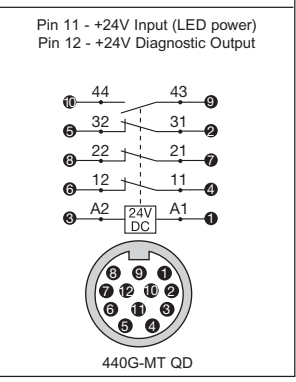 Pin 11 - +24V Input (LED power)
Pin 12 - +24V Diagnostic Output
44 43
10 9
32 31
5 2
22 21
8 7
12 11
6 4
A2 24V A1
3 DC 1
8 9 1
7 12 10 2
6 11 3
5 4
440G-MT QD